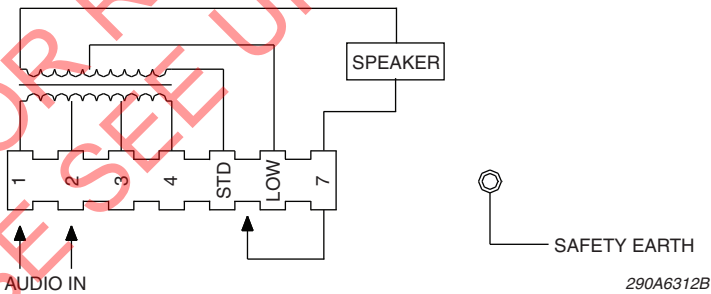 SPEAKER
1 2 3 4 STD LOW 7
SAFETY EARTH
AUDIO IN
290A6312B